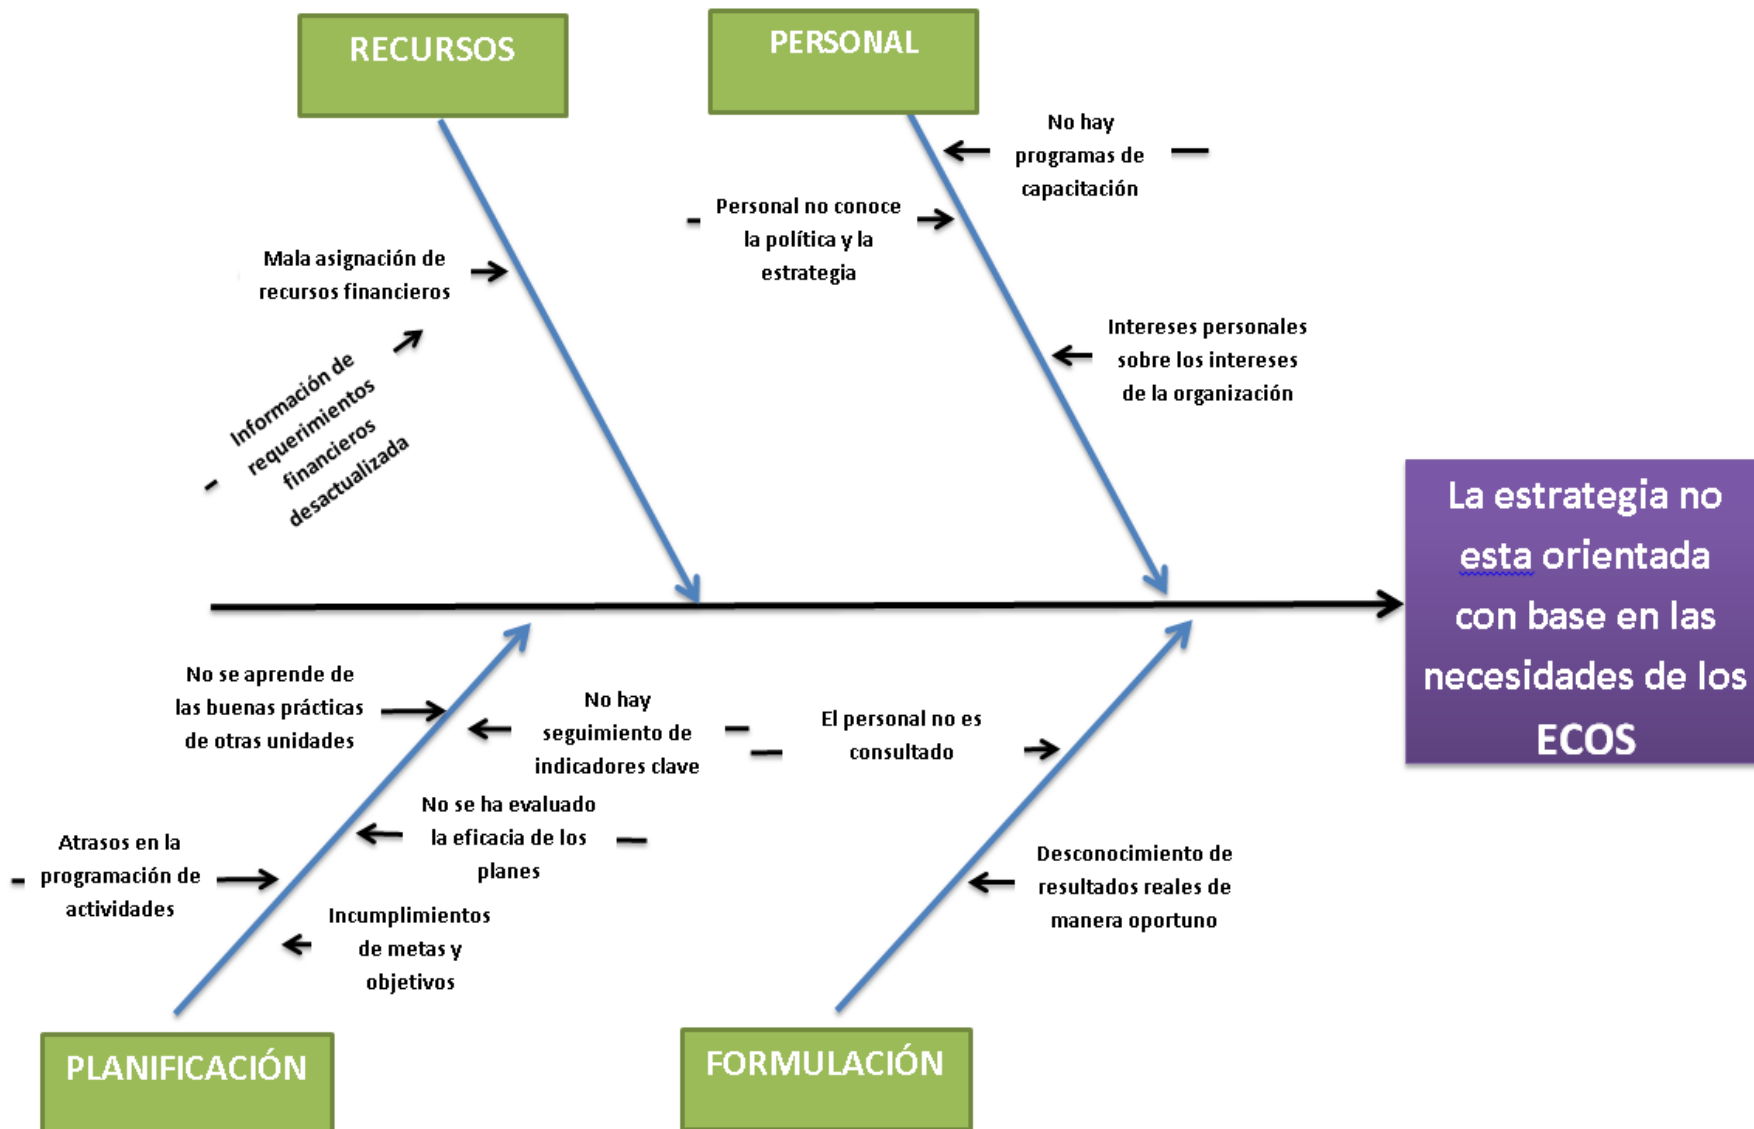 RECURSOS
PERSONAL
No hay
programas de
capacitación
Personal no conoce
la política y la
estrategia
Mala asignación de
recursos financieros
Información de
requerimientos
financieros
desactualizada
Intereses personales
sobre los intereses
de la organización
La estrategia no
esta orientada
con base en las
necesidades de los
ECOS
No se aprende de
las buenas prácticas
de otras unidades
No hay
seguimiento de
indicadores clave
El personal no es
consultado
Atrasos en la
programación de
actividades
No se ha evaluado
la eficacia de los
planes
Desconocimiento de
resultados reales de
manera oportuno
Incumplimientos
de metas y
objetivos
PLANIFICACIÓN
FORMULACIÓN